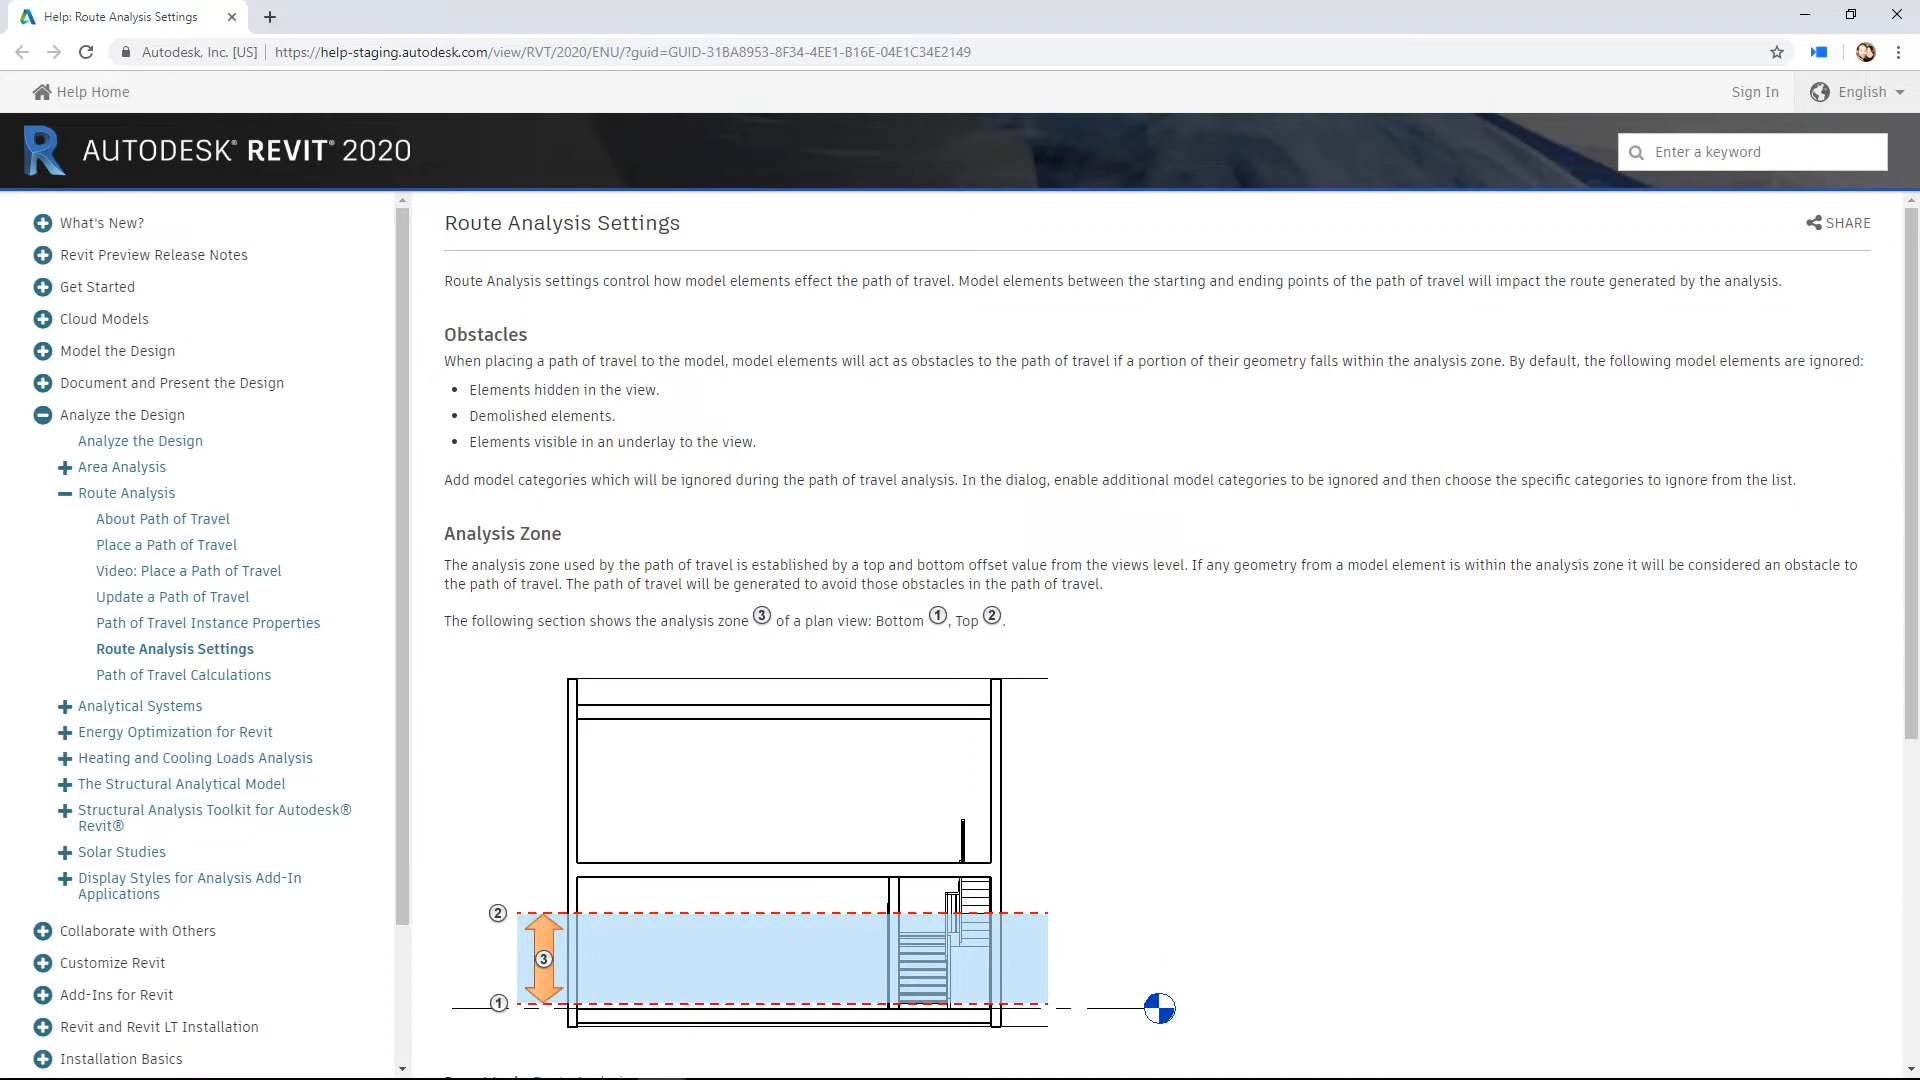 Help: Route Analysis Settings
Autodesk, Inc. [US] https://help-staging.autodesk.com/view/RVT/2020/ENU/?guid=GUID-31BA8953-8F34-4EE1-B16E-04E1C34E2149
Help Home
Sign In
English
AUTODESK® REVIT® 2020
Enter a keyword
What's New?
Revit Preview Release Notes
Get Started
Cloud Models
Model the Design
Document and Present the Design
Analyze the Design
Analyze the Design
Area Analysis
Route Analysis
About Path of Travel
Place a Path of Travel
Video: Place a Path of Travel
Update a Path of Travel
Path of Travel Instance Properties
Route Analysis Settings
Path of Travel Calculations
Analytical Systems
Energy Optimization for Revit
Heating and Cooling Loads Analysis
The Structural Analytical Model
Structural Analysis Toolkit for Autodesk®
Revit®
Solar Studies
Display Styles for Analysis Add-In
Applications
Collaborate with Others
Customize Revit
Add-Ins for Revit
Revit and Revit LT Installation
Installation Basics
Route Analysis Settings
SHARE
Route Analysis settings control how model elements effect the path of travel. Model elements between the starting and ending points of the path of travel will impact the route generated by the analysis.
Obstacles
When placing a path of travel to the model, model elements will act as obstacles to the path of travel if a portion of their geometry falls within the analysis zone. By default, the following model elements are ignored:
• Elements hidden in the view.
• Demolished elements.
• Elements visible in an underlay to the view.
Add model categories which will be ignored during the path of travel analysis. In the dialog, enable additional model categories to be ignored and then choose the specific categories to ignore from the list.
Analysis Zone
The analysis zone used by the path of travel is established by a top and bottom offset value from the views level. If any geometry from a model element is within the analysis zone it will be considered an obstacle to
the path of travel. The path of travel will be generated to avoid those obstacles in the path of travel.
The following section shows the analysis zone ③ of a plan view: Bottom ①, Top ②.
②
③
①